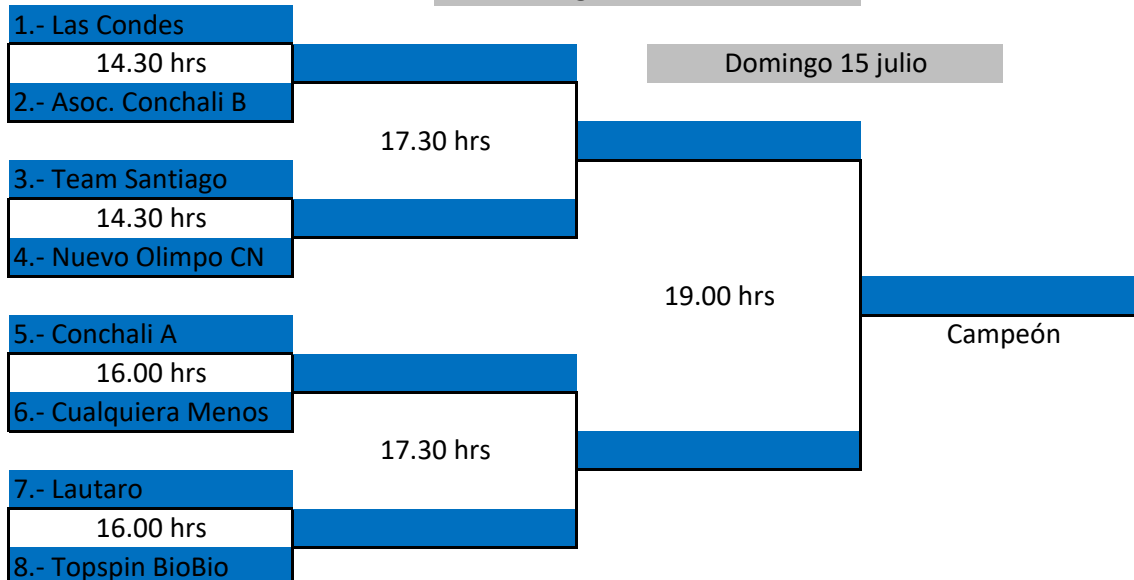 1.- Las Condes
14.30 hrs
Domingo 15 julio
2.- Asoc. Conchali B
17.30 hrs
3.- Team Santiago
14.30 hrs
4.- Nuevo Olimpo CN
19.00 hrs
5.- Conchali A
Campeón
16.00 hrs
6.- Cualquiera Menos
17.30 hrs
7.- Lautaro
16.00 hrs
8.- Topspin BioBio